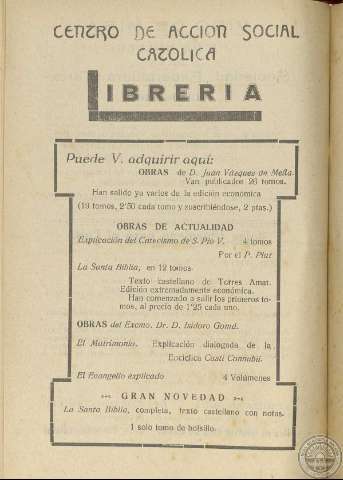 CENTRO DE ACCION SOCIAL
CATOLICA
LIBRERIA
Puede V. adquirir aquí:
OBRAS de D. Juan Vázquez de Mella.
Van publicados 26 tomos.
Han salido ya varios de la edición económica
(19 tomos, 2'50 cada tomo y suscribiéndose, 2 ptas.)
OBRAS DE ACTUALIDAD
Explicación del Catecismo de S. Pío V. 4 tomos
Por el P. Plat
La Santa Biblia, en 12 tomos.
Texto castellano de Torres Amat.
Edición extremadamente económica.
Han comenzado a salir los primeros to-
mos, al precio de 1'25 cada uno.
OBRAS del Excmo. Dr. D. Isidoro Gomá.
El Matrimonio. Explicación dialogada de la
Encíclica Casti Connubii.
El Evangelio explicado 4 Volúmenes
GRAN NOVEDAD
La Santa Biblia, completa, texto castellano con notas.
1 solo tomo de bolsillo.